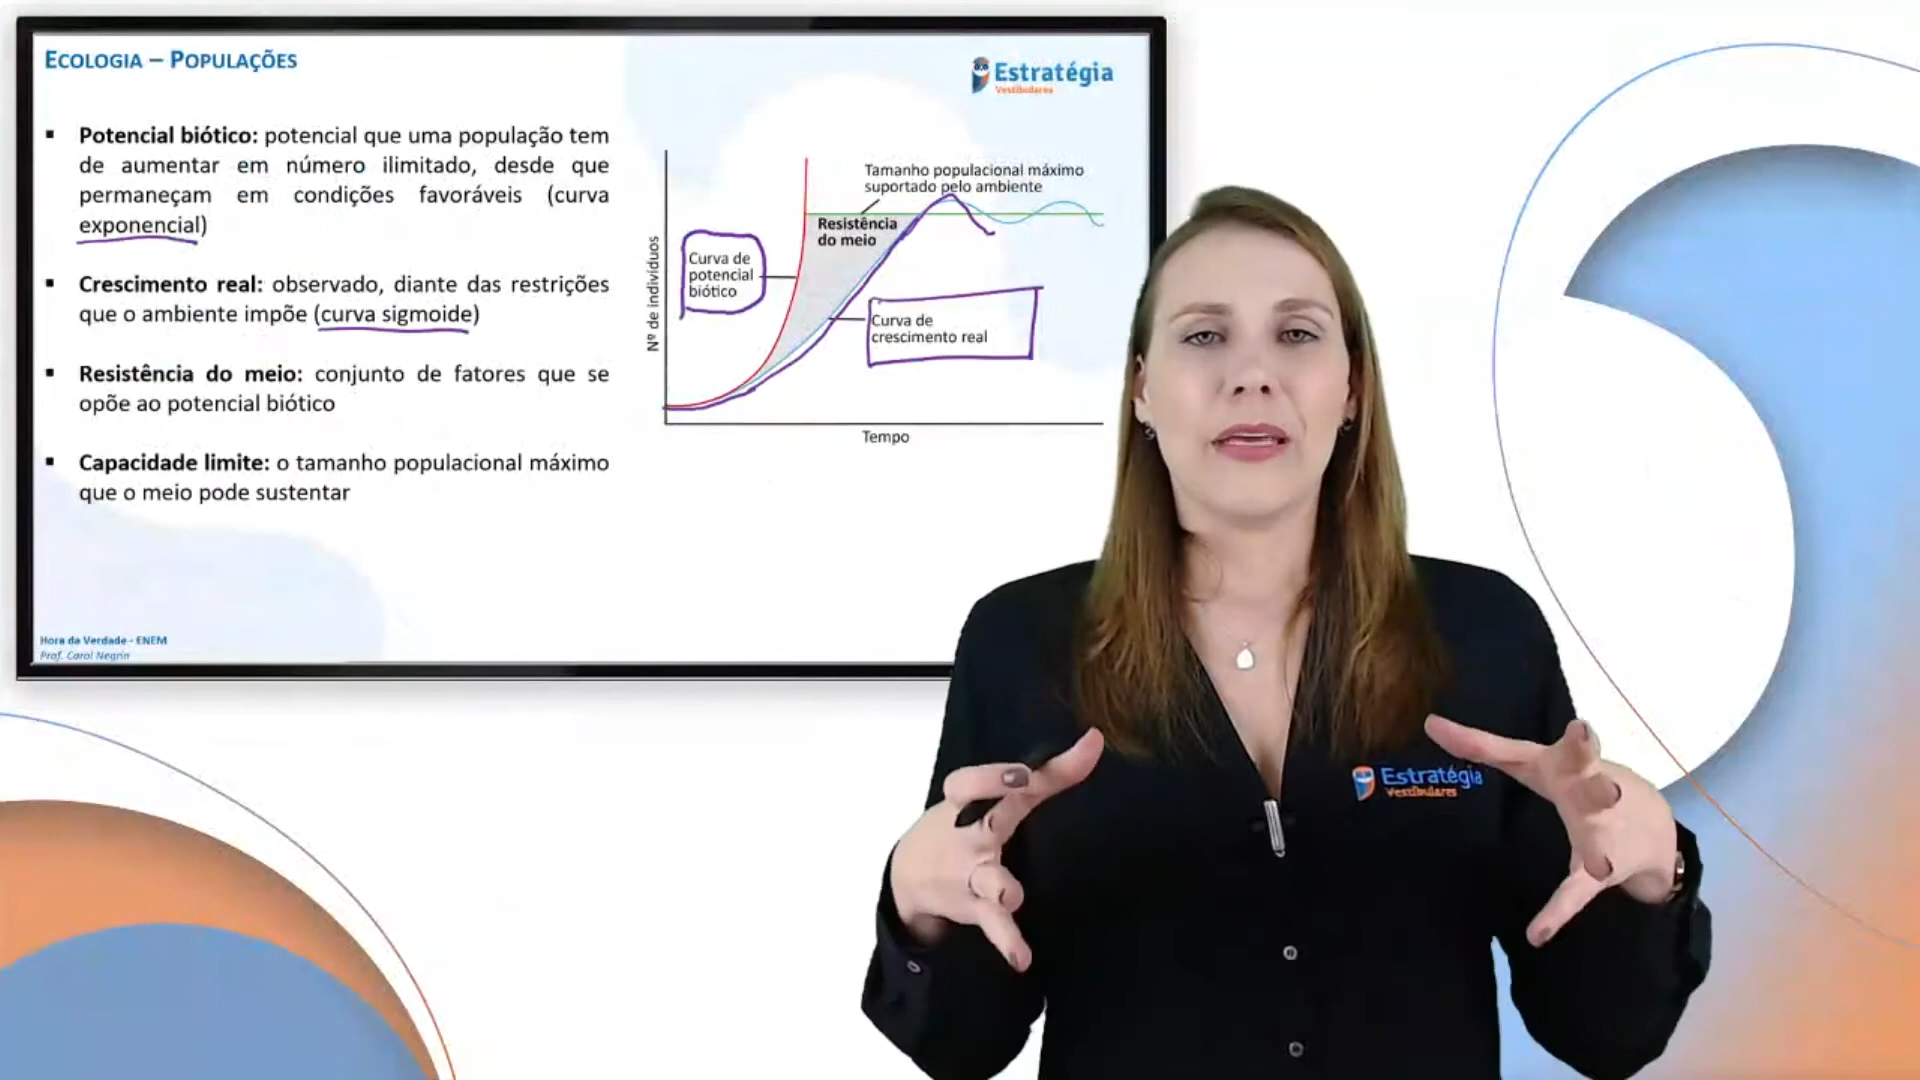 ECOLOGIA – POPULAÇÕES
Estratégia
Vestibulares
▪ Potencial biótico: potencial que uma população tem
de aumentar em número ilimitado, desde que
permaneçam em condições favoráveis (curva
exponencial)
▪ Crescimento real: observado, diante das restrições
que o ambiente impõe (curva sigmoide)
▪ Resistência do meio: conjunto de fatores que se
opõe ao potencial biótico
▪ Capacidade limite: o tamanho populacional máximo
que o meio pode sustentar
Nº de indivíduos
Tamanho populacional máximo
suportado pelo ambiente
Resistência
do meio
Curva de
potencial
biótico
Curva de
crescimento real
Tempo
Hora da Verdade - ENEM
Prof. Carol Negrin
Estratégia
Vestibulares